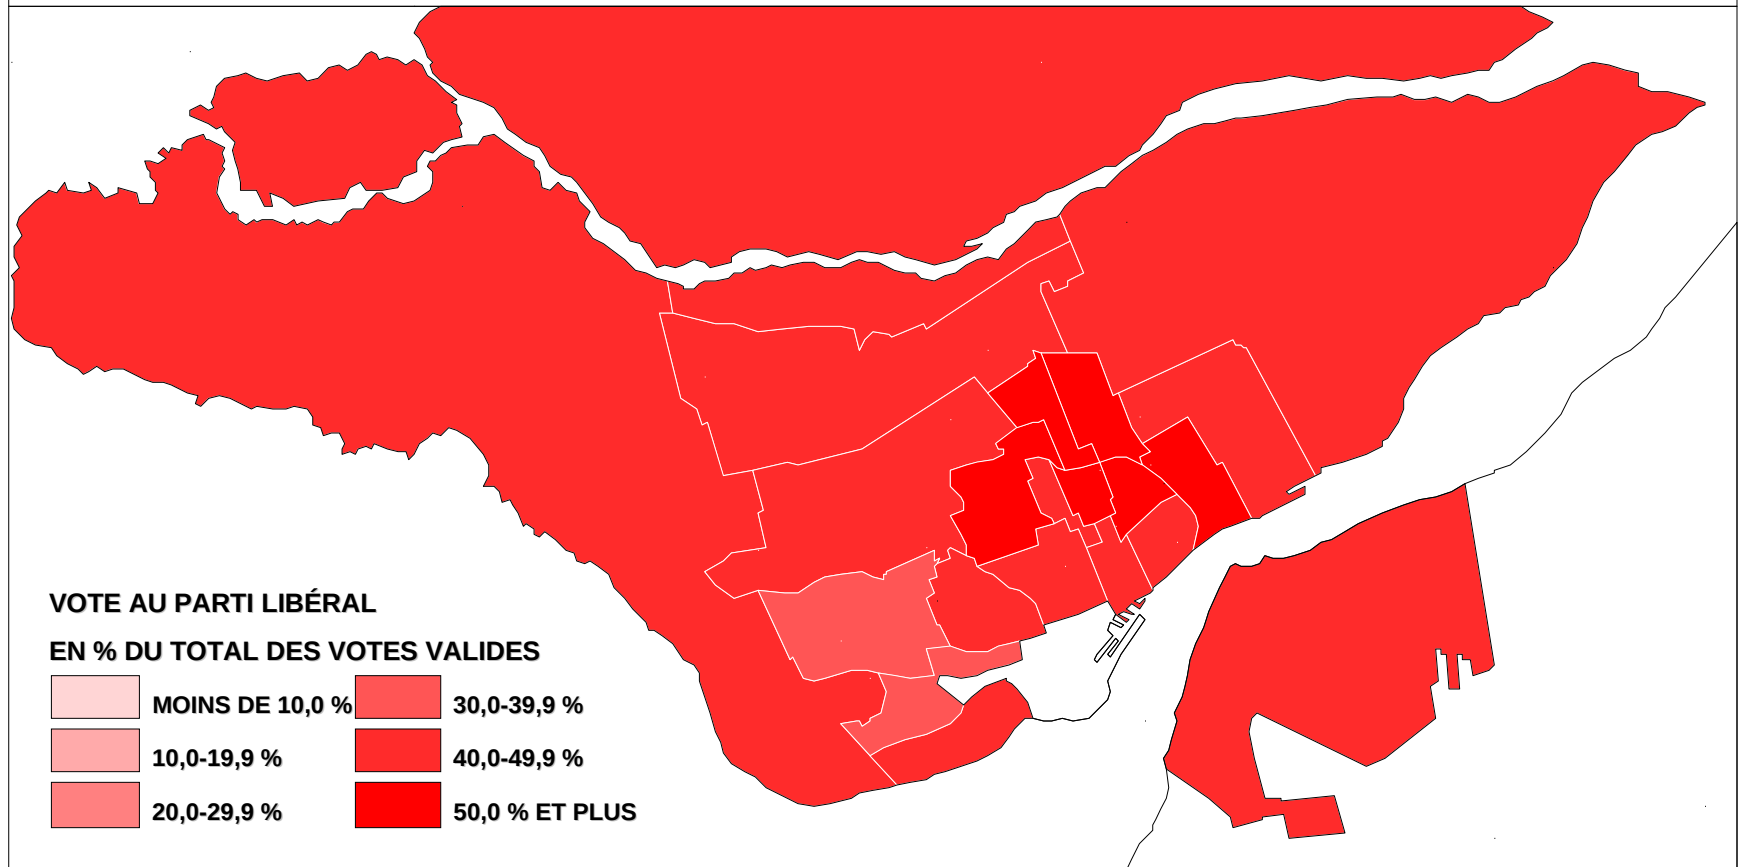 VOTE AU PARTI LIBÉRAL
EN % DU TOTAL DES VOTES VALIDES
MOINS DE 10,0 %
30,0-39,9 %
10,0-19,9 %
40,0-49,9 %
20,0-29,9 %
50,0 % ET PLUS